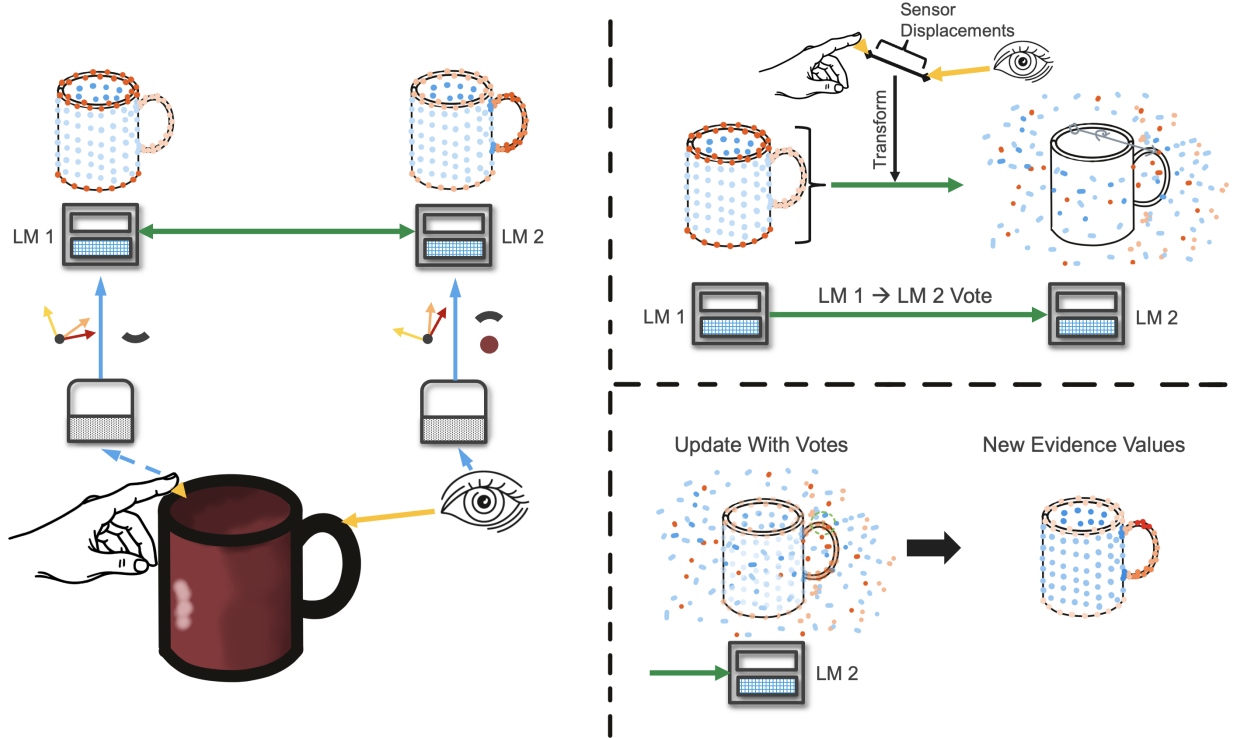 LM 1
LM 2
Sensor
Displacements
Transform
LM 1 → LM 2 Vote
LM 1
LM 2
Update With Votes
New Evidence Values
LM 2